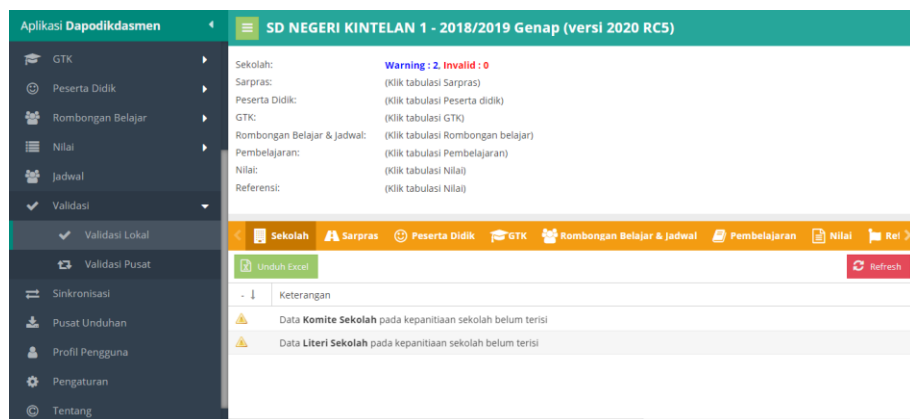 Aplikasi Dapodikdasmen
SD NEGERI KINTELAN 1 - 2018/2019 Genap (versi 2020 RC5)
GTK
Peserta Didik
Rombongan Belajar
Nilai
Jadwal
Validasi
Validasi Lokal
Validasi Pusat
Sinkronisasi
Pusat Unduhan
Profil Pengguna
Pengaturan
Tentang
Sekolah: Warning : 2, Invalid : 0
Sarpras: (Klik tabulasi Sarpras)
Peserta Didik: (Klik tabulasi Peserta didik)
GTK: (Klik tabulasi GTK)
Rombongan Belajar & Jadwal: (Klik tabulasi Rombongan belajar)
Pembelajaran: (Klik tabulasi Pembelajaran)
Nilai: (Klik tabulasi Nilai)
Referensi: (Klik tabulasi Nilai)
Sekolah Sarpras Peserta Didik GTK Rombongan Belajar & Jadwal Pembelajaran Nilai Ref
Unduh Excel Refresh
- ↓ Keterangan
Data Komite Sekolah pada kepanitiaan sekolah belum terisi
Data Literi Sekolah pada kepanitiaan sekolah belum terisi